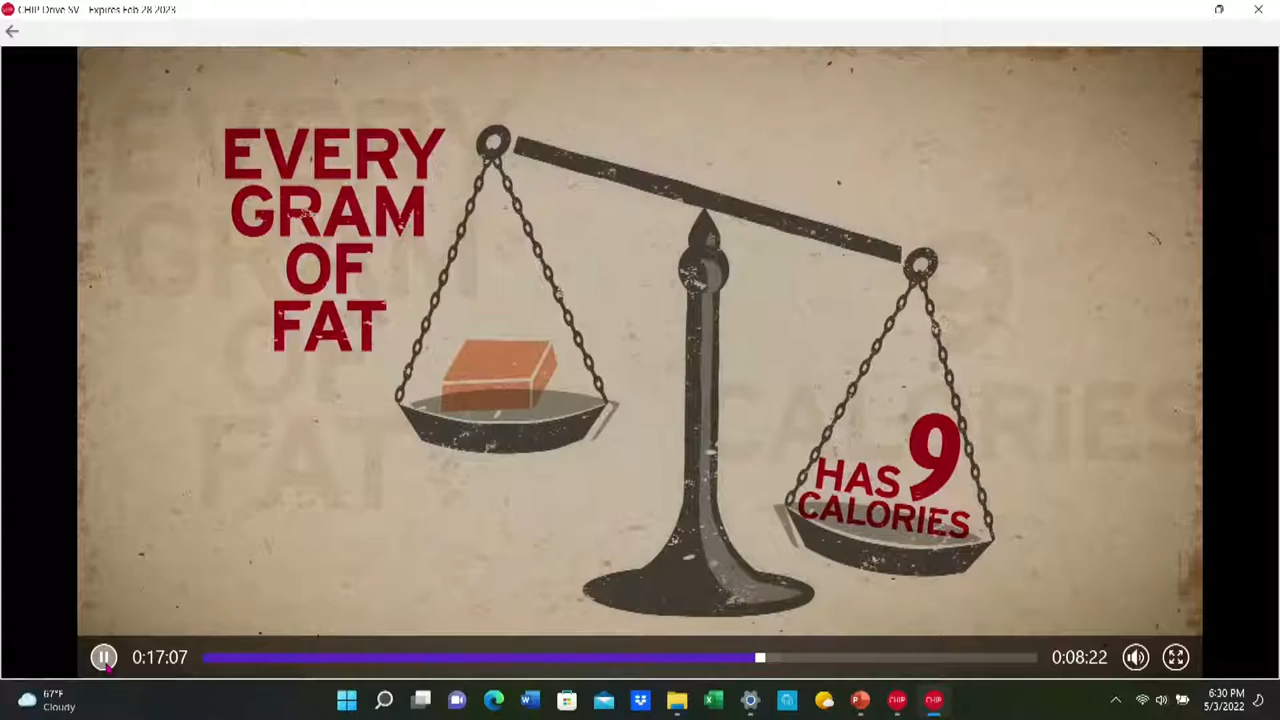 CHIP Drive SV - Expires Feb 28 2023
EVERY
GRAM
OF
FAT
HAS 9
CALORIES
0:17:07
0:08:22
67°F
Cloudy
6:30 PM
5/3/2022